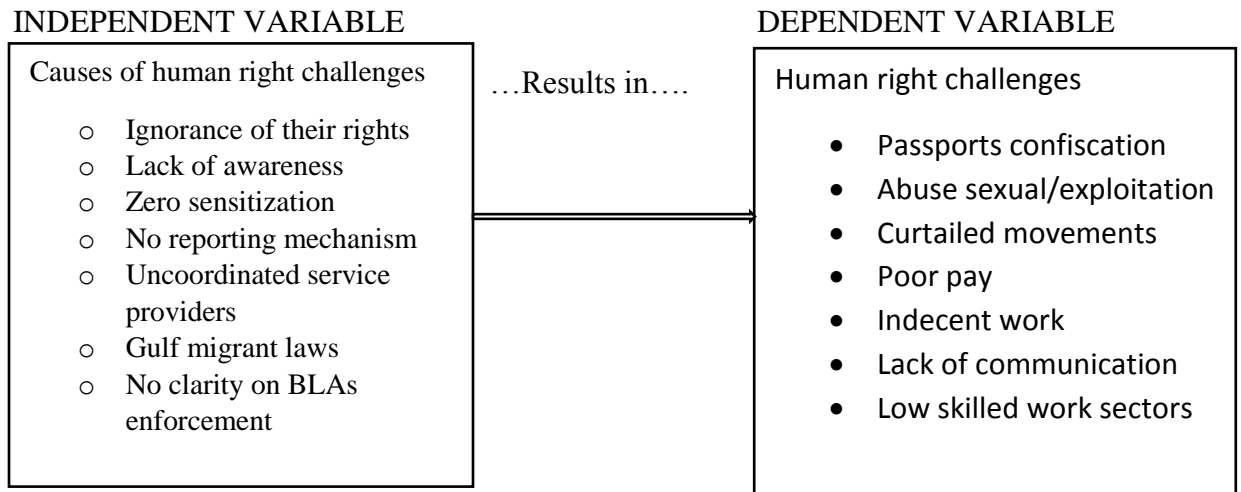 INDEPENDENT VARIABLE
Causes of human right challenges
o Ignorance of their rights
o Lack of awareness
o Zero sensitization
o No reporting mechanism
o Uncoordinated service
providers
o Gulf migrant laws
o No clarity on BLAs
enforcement
…Results in….
DEPENDENT VARIABLE
Human right challenges
• Passports confiscation
• Abuse sexual/exploitation
• Curtailed movements
• Poor pay
• Indecent work
• Lack of communication
• Low skilled work sectors